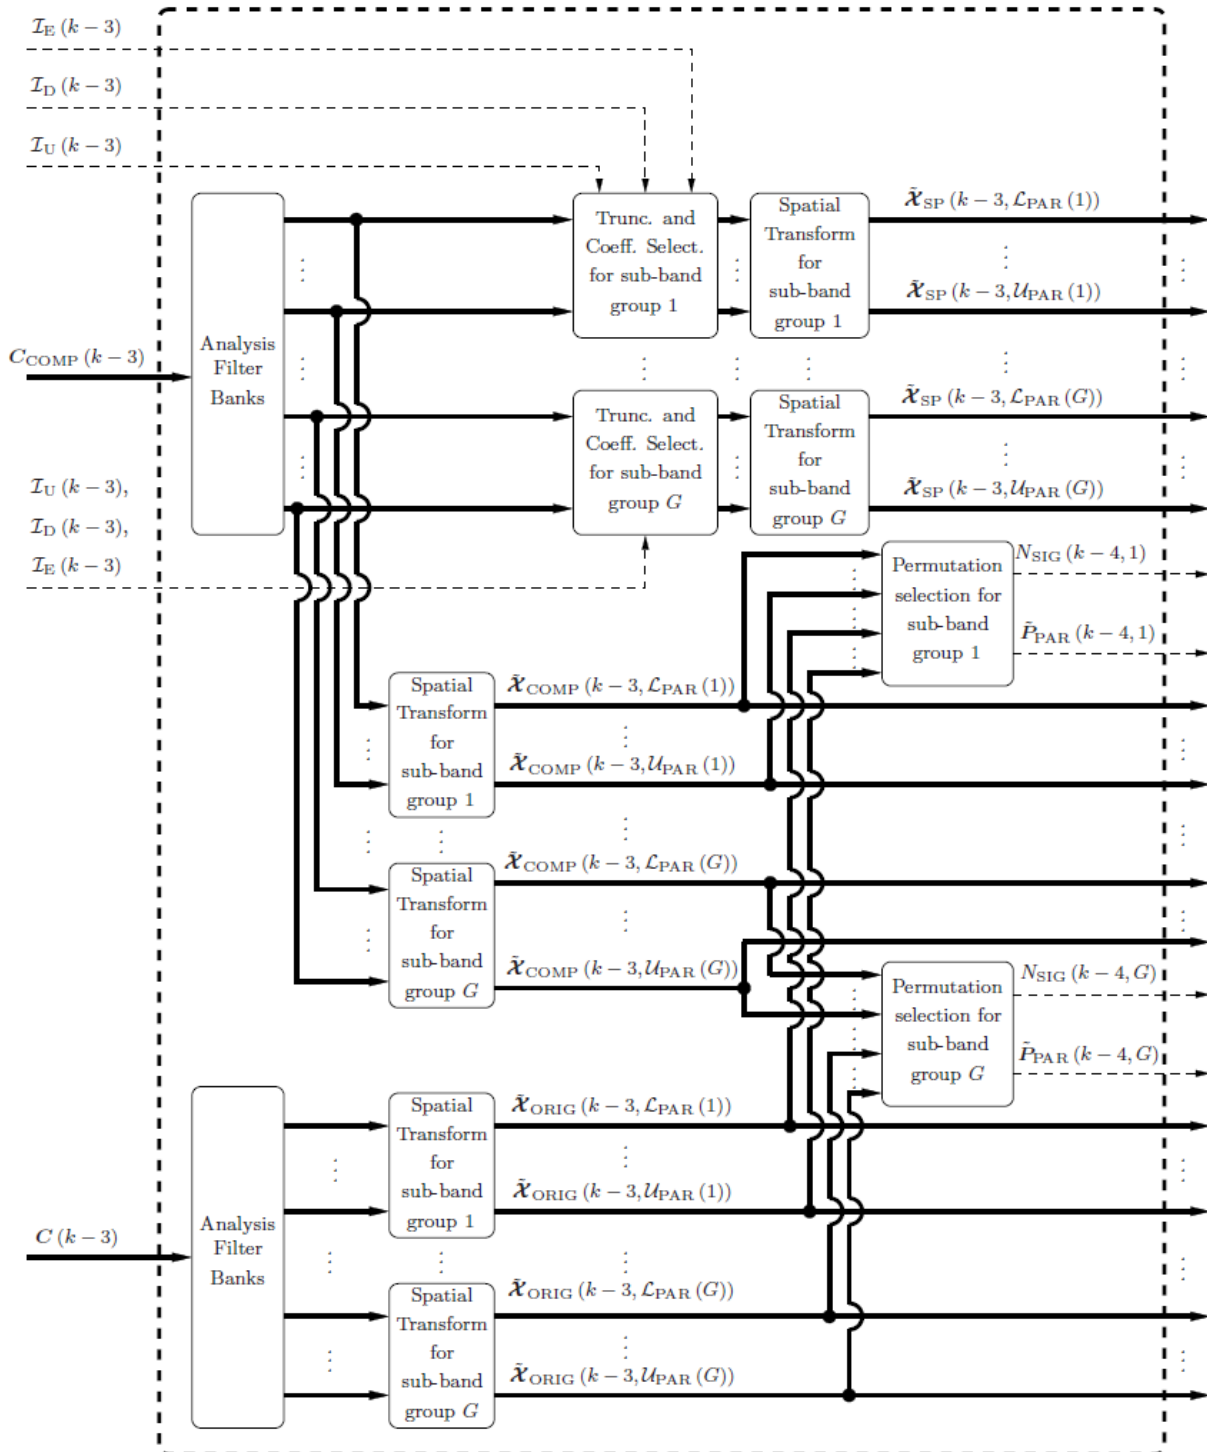 𝓘_E (k − 3)
𝓘_D (k − 3)
𝓘_U (k − 3)
Trunc. and
Coeff. Select.
for sub-band
group 1
Spatial
Transform
for
sub-band
group 1
𝓧̃_SP (k − 3, 𝓛_PAR (1))
𝓧̃_SP (k − 3, 𝓤_PAR (1))
C_COMP (k − 3)
Analysis
Filter
Banks
Trunc. and
Coeff. Select.
for sub-band
group G
Spatial
Transform
for
sub-band
group G
𝓧̃_SP (k − 3, 𝓛_PAR (G))
𝓧̃_SP (k − 3, 𝓤_PAR (G))
𝓘_U (k − 3),
𝓘_D (k − 3),
𝓘_E (k − 3)
Permutation
selection for
sub-band
group 1
N_SIG (k − 4, 1)
P̃_PAR (k − 4, 1)
Spatial
Transform
for
sub-band
group 1
𝓧̃_COMP (k − 3, 𝓛_PAR (1))
𝓧̃_COMP (k − 3, 𝓤_PAR (1))
Spatial
Transform
for
sub-band
group G
𝓧̃_COMP (k − 3, 𝓛_PAR (G))
𝓧̃_COMP (k − 3, 𝓤_PAR (G))
Permutation
selection for
sub-band
group G
N_SIG (k − 4, G)
P̃_PAR (k − 4, G)
C (k − 3)
Analysis
Filter
Banks
Spatial
Transform
for
sub-band
group 1
𝓧̃_ORIG (k − 3, 𝓛_PAR (1))
𝓧̃_ORIG (k − 3, 𝓤_PAR (1))
Spatial
Transform
for
sub-band
group G
𝓧̃_ORIG (k − 3, 𝓛_PAR (G))
𝓧̃_ORIG (k − 3, 𝓤_PAR (G))